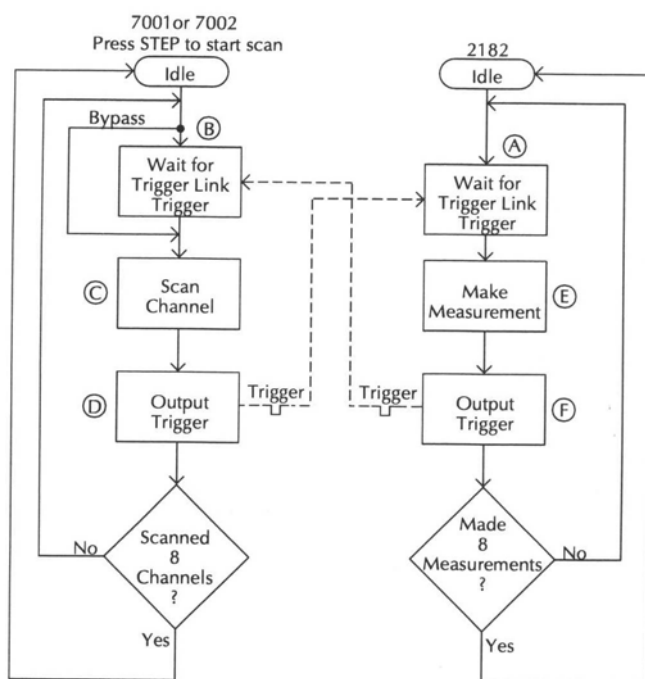 7001 or 7002
Press STEP to start scan
Idle
Bypass
B
Wait for
Trigger Link
Trigger
C
Scan
Channel
D
Output
Trigger
Trigger
No
Scanned
8
Channels
?
Yes
2182
Idle
A
Wait for
Trigger Link
Trigger
Make
Measurement
E
Trigger
Output
Trigger
F
Made
8
Measurements
?
No
Yes